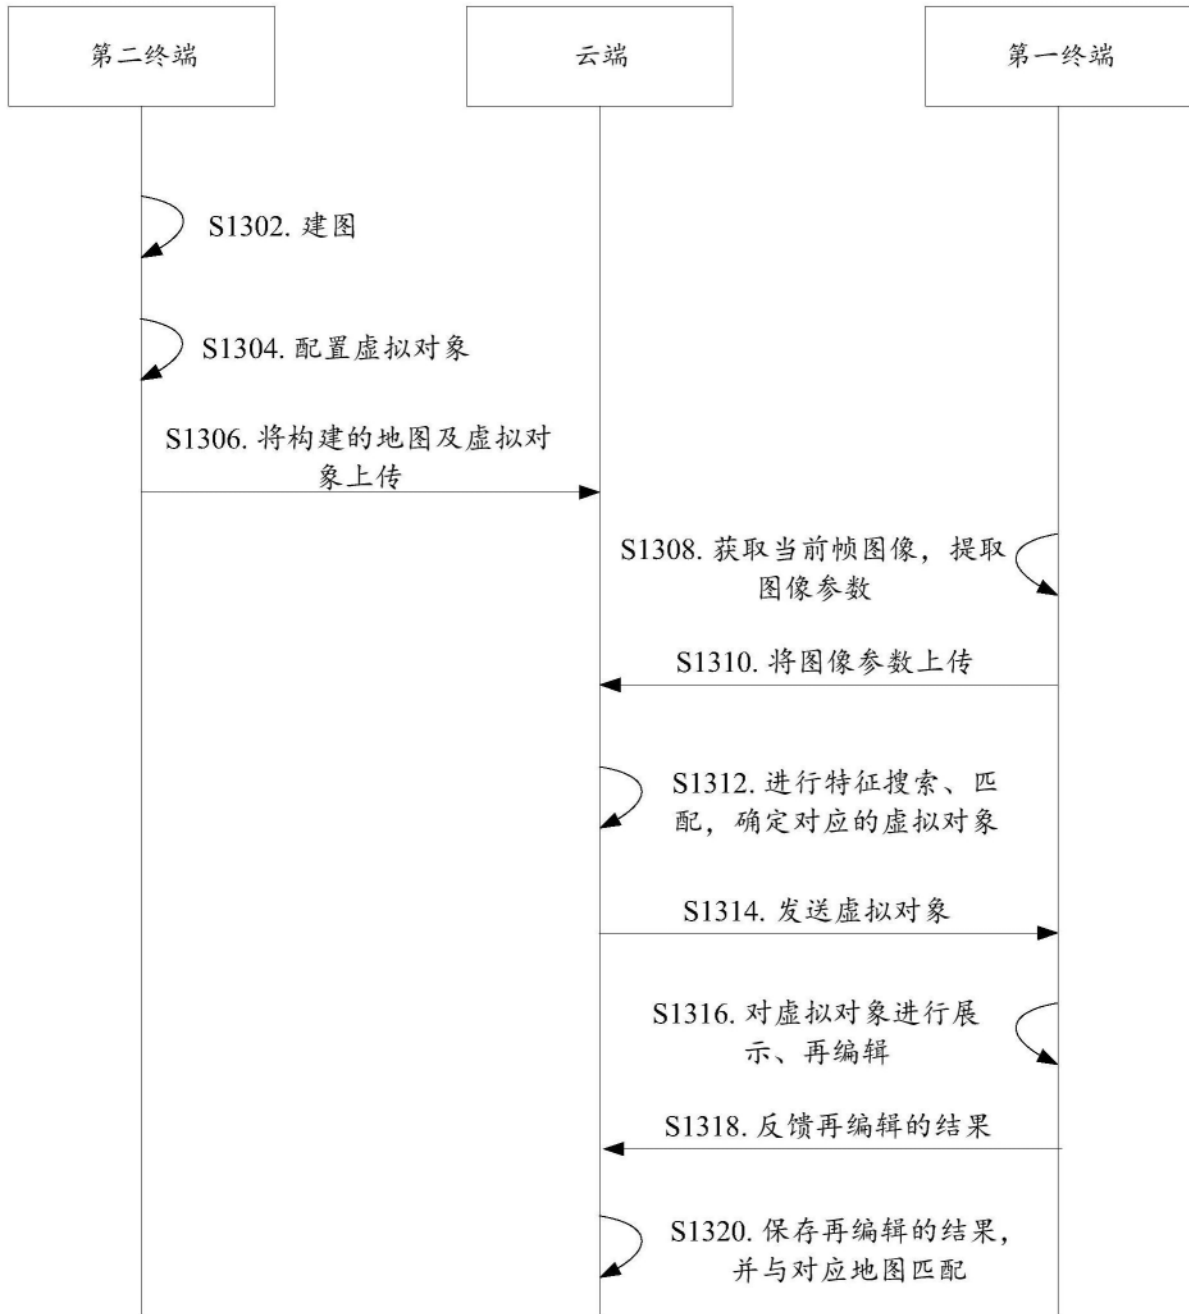 第二终端
云端
第一终端
S1302. 建图
S1304. 配置虚拟对象
S1306. 将构建的地图及虚拟对
象上传
S1308. 获取当前帧图像，提取
图像参数
S1310. 将图像参数上传
S1312. 进行特征搜索、匹
配，确定对应的虚拟对象
S1314. 发送虚拟对象
S1316. 对虚拟对象进行展
示、再编辑
S1318. 反馈再编辑的结果
S1320. 保存再编辑的结果，
并与对应地图匹配